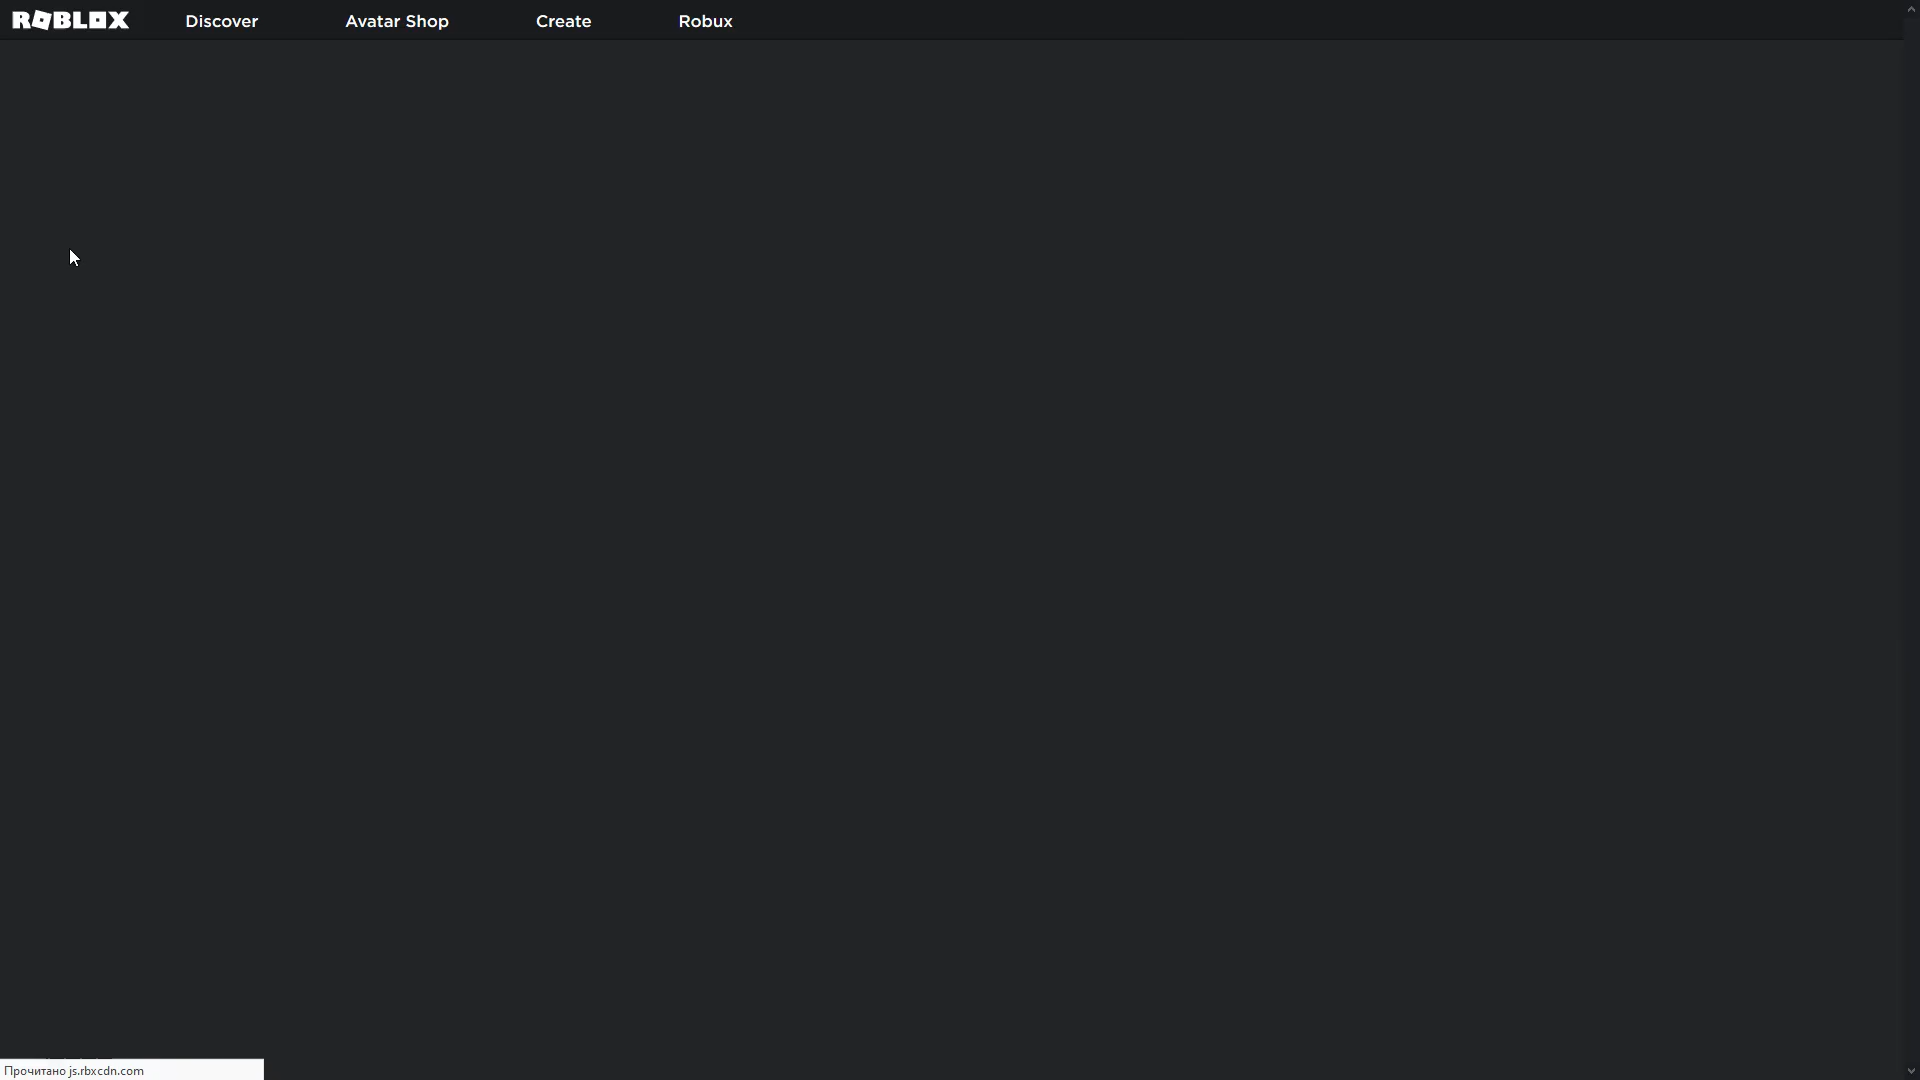 ROBLOX Discover Avatar Shop Create Robux
Прочитано js.rbxcdn.com